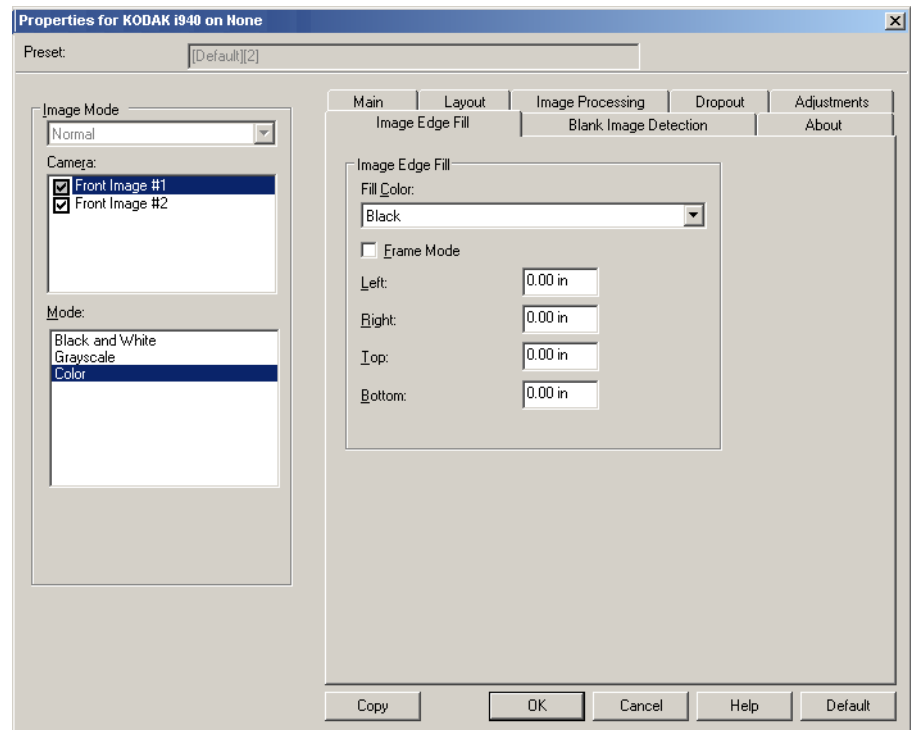 Properties for KODAK i940 on None
Preset:
[Default][2]
Image Mode
Normal
Camera:
Front Image #1
Front Image #2
Mode:
Black and White
Grayscale
Color
Main
Layout
Image Processing
Dropout
Adjustments
Image Edge Fill
Blank Image Detection
About
Image Edge Fill
Fill Color:
Black
Frame Mode
Left:
0.00 in
Right:
0.00 in
Top:
0.00 in
Bottom:
0.00 in
Copy
OK
Cancel
Help
Default